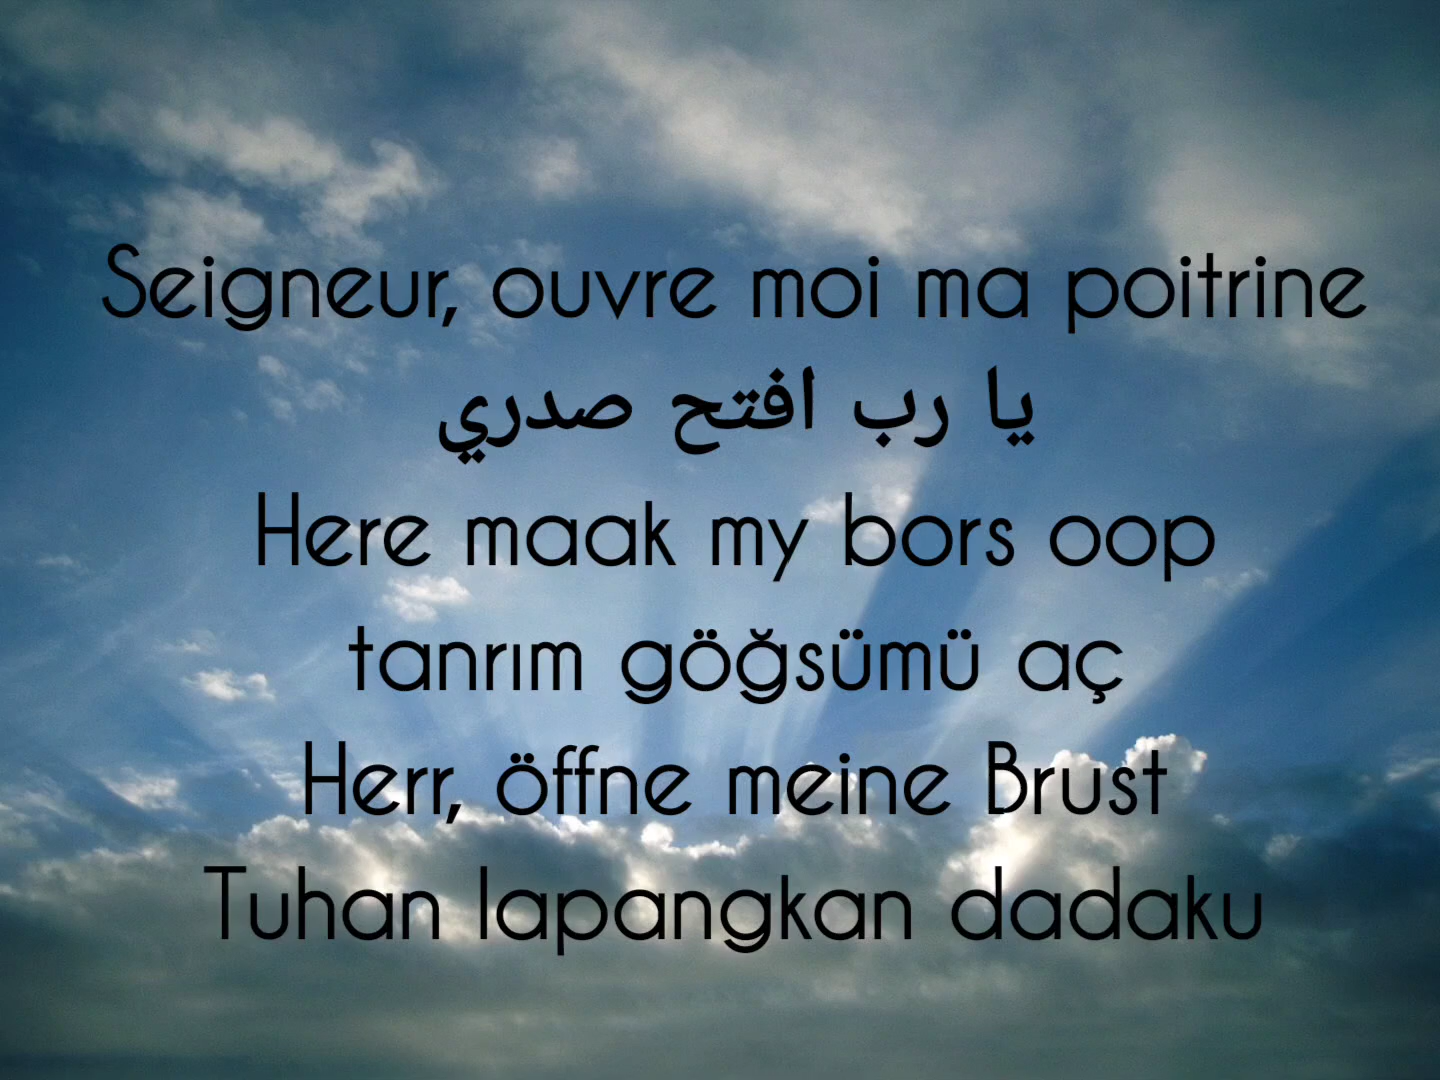 Seigneur, ouvre moi ma poitrine
يا رب افتح صدري
Here maak my bors oop
tanrım göğsümü aç
Herr, öffne meine Brust
Tuhan lapangkan dadaku